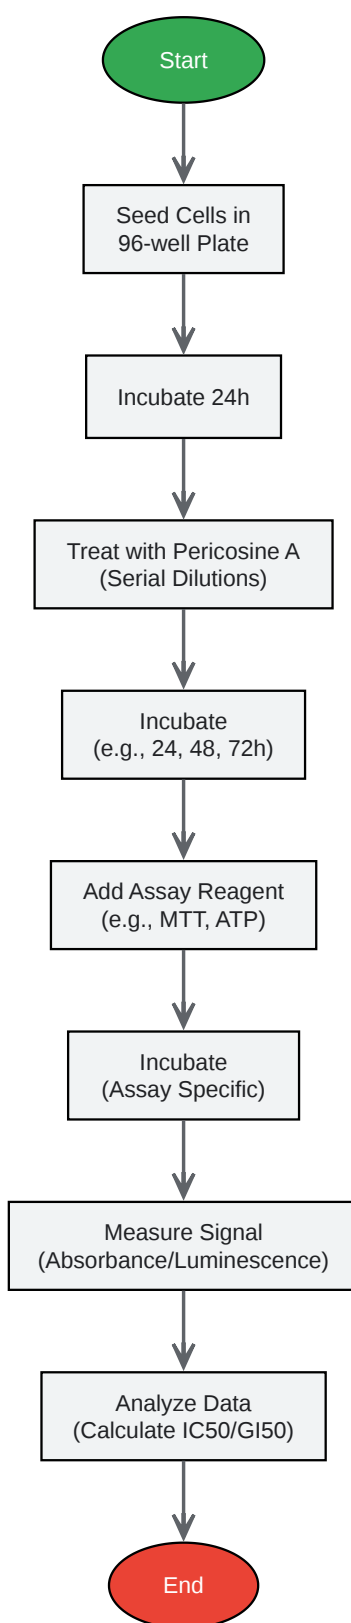 Start
Seed Cells in
96-well Plate
Incubate 24h
Treat with Pericosine A
(Serial Dilutions)
Incubate
(e.g., 24, 48, 72h)
Add Assay Reagent
(e.g., MTT, ATP)
Incubate
(Assay Specific)
Measure Signal
(Absorbance/Luminescence)
Analyze Data
(Calculate IC50/GI50)
End